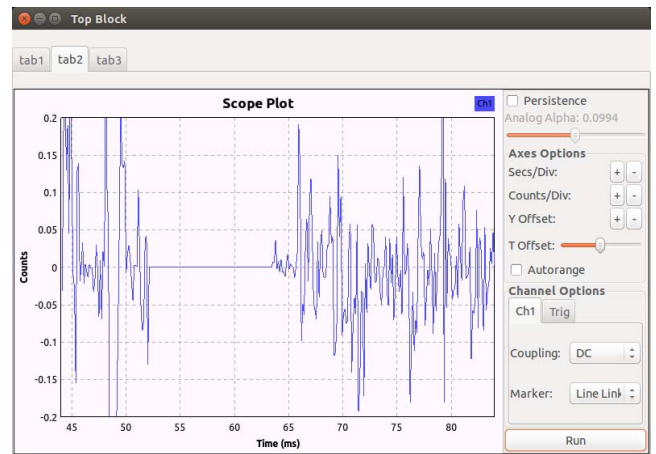 Top Block
tab1 tab2 tab3
Scope Plot
Ch1
Counts
0.2
0.15
0.1
0.05
0
-0.05
-0.1
-0.15
-0.2
45 50 55 60 65 70 75 80
Time (ms)
Persistence
Analog Alpha: 0.0994
Axes Options
Secs/Div: + -
Counts/Div: + -
Y Offset: + -
T Offset:
Autorange
Channel Options
Ch1 Trig
Coupling: DC
Marker: Line Link
Run